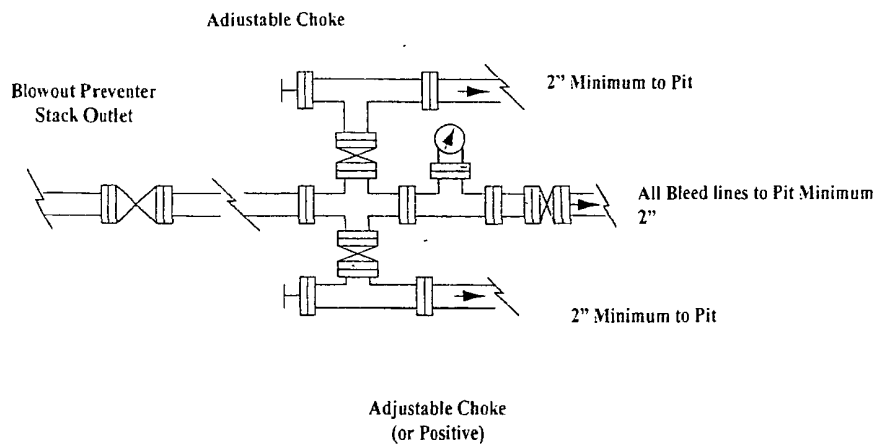 Adjustable Choke
2” Minimum to Pit
Blowout Preventer
Stack Outlet
All Bleed lines to Pit Minimum
2”
2” Minimum to Pit
Adjustable Choke
(or Positive)